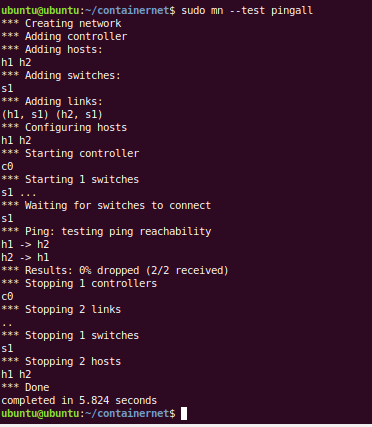 ubuntu@ubuntu:~/containernet$ sudo mn --test pingall
*** Creating network
*** Adding controller
*** Adding hosts:
h1 h2
*** Adding switches:
s1
*** Adding links:
(h1, s1) (h2, s1)
*** Configuring hosts
h1 h2
*** Starting controller
c0
*** Starting 1 switches
s1 ...
*** Waiting for switches to connect
s1
*** Ping: testing ping reachability
h1 -> h2
h2 -> h1
*** Results: 0% dropped (2/2 received)
*** Stopping 1 controllers
c0
*** Stopping 2 links
..
*** Stopping 1 switches
s1
*** Stopping 2 hosts
h1 h2
*** Done
completed in 5.824 seconds
ubuntu@ubuntu:~/containernet$